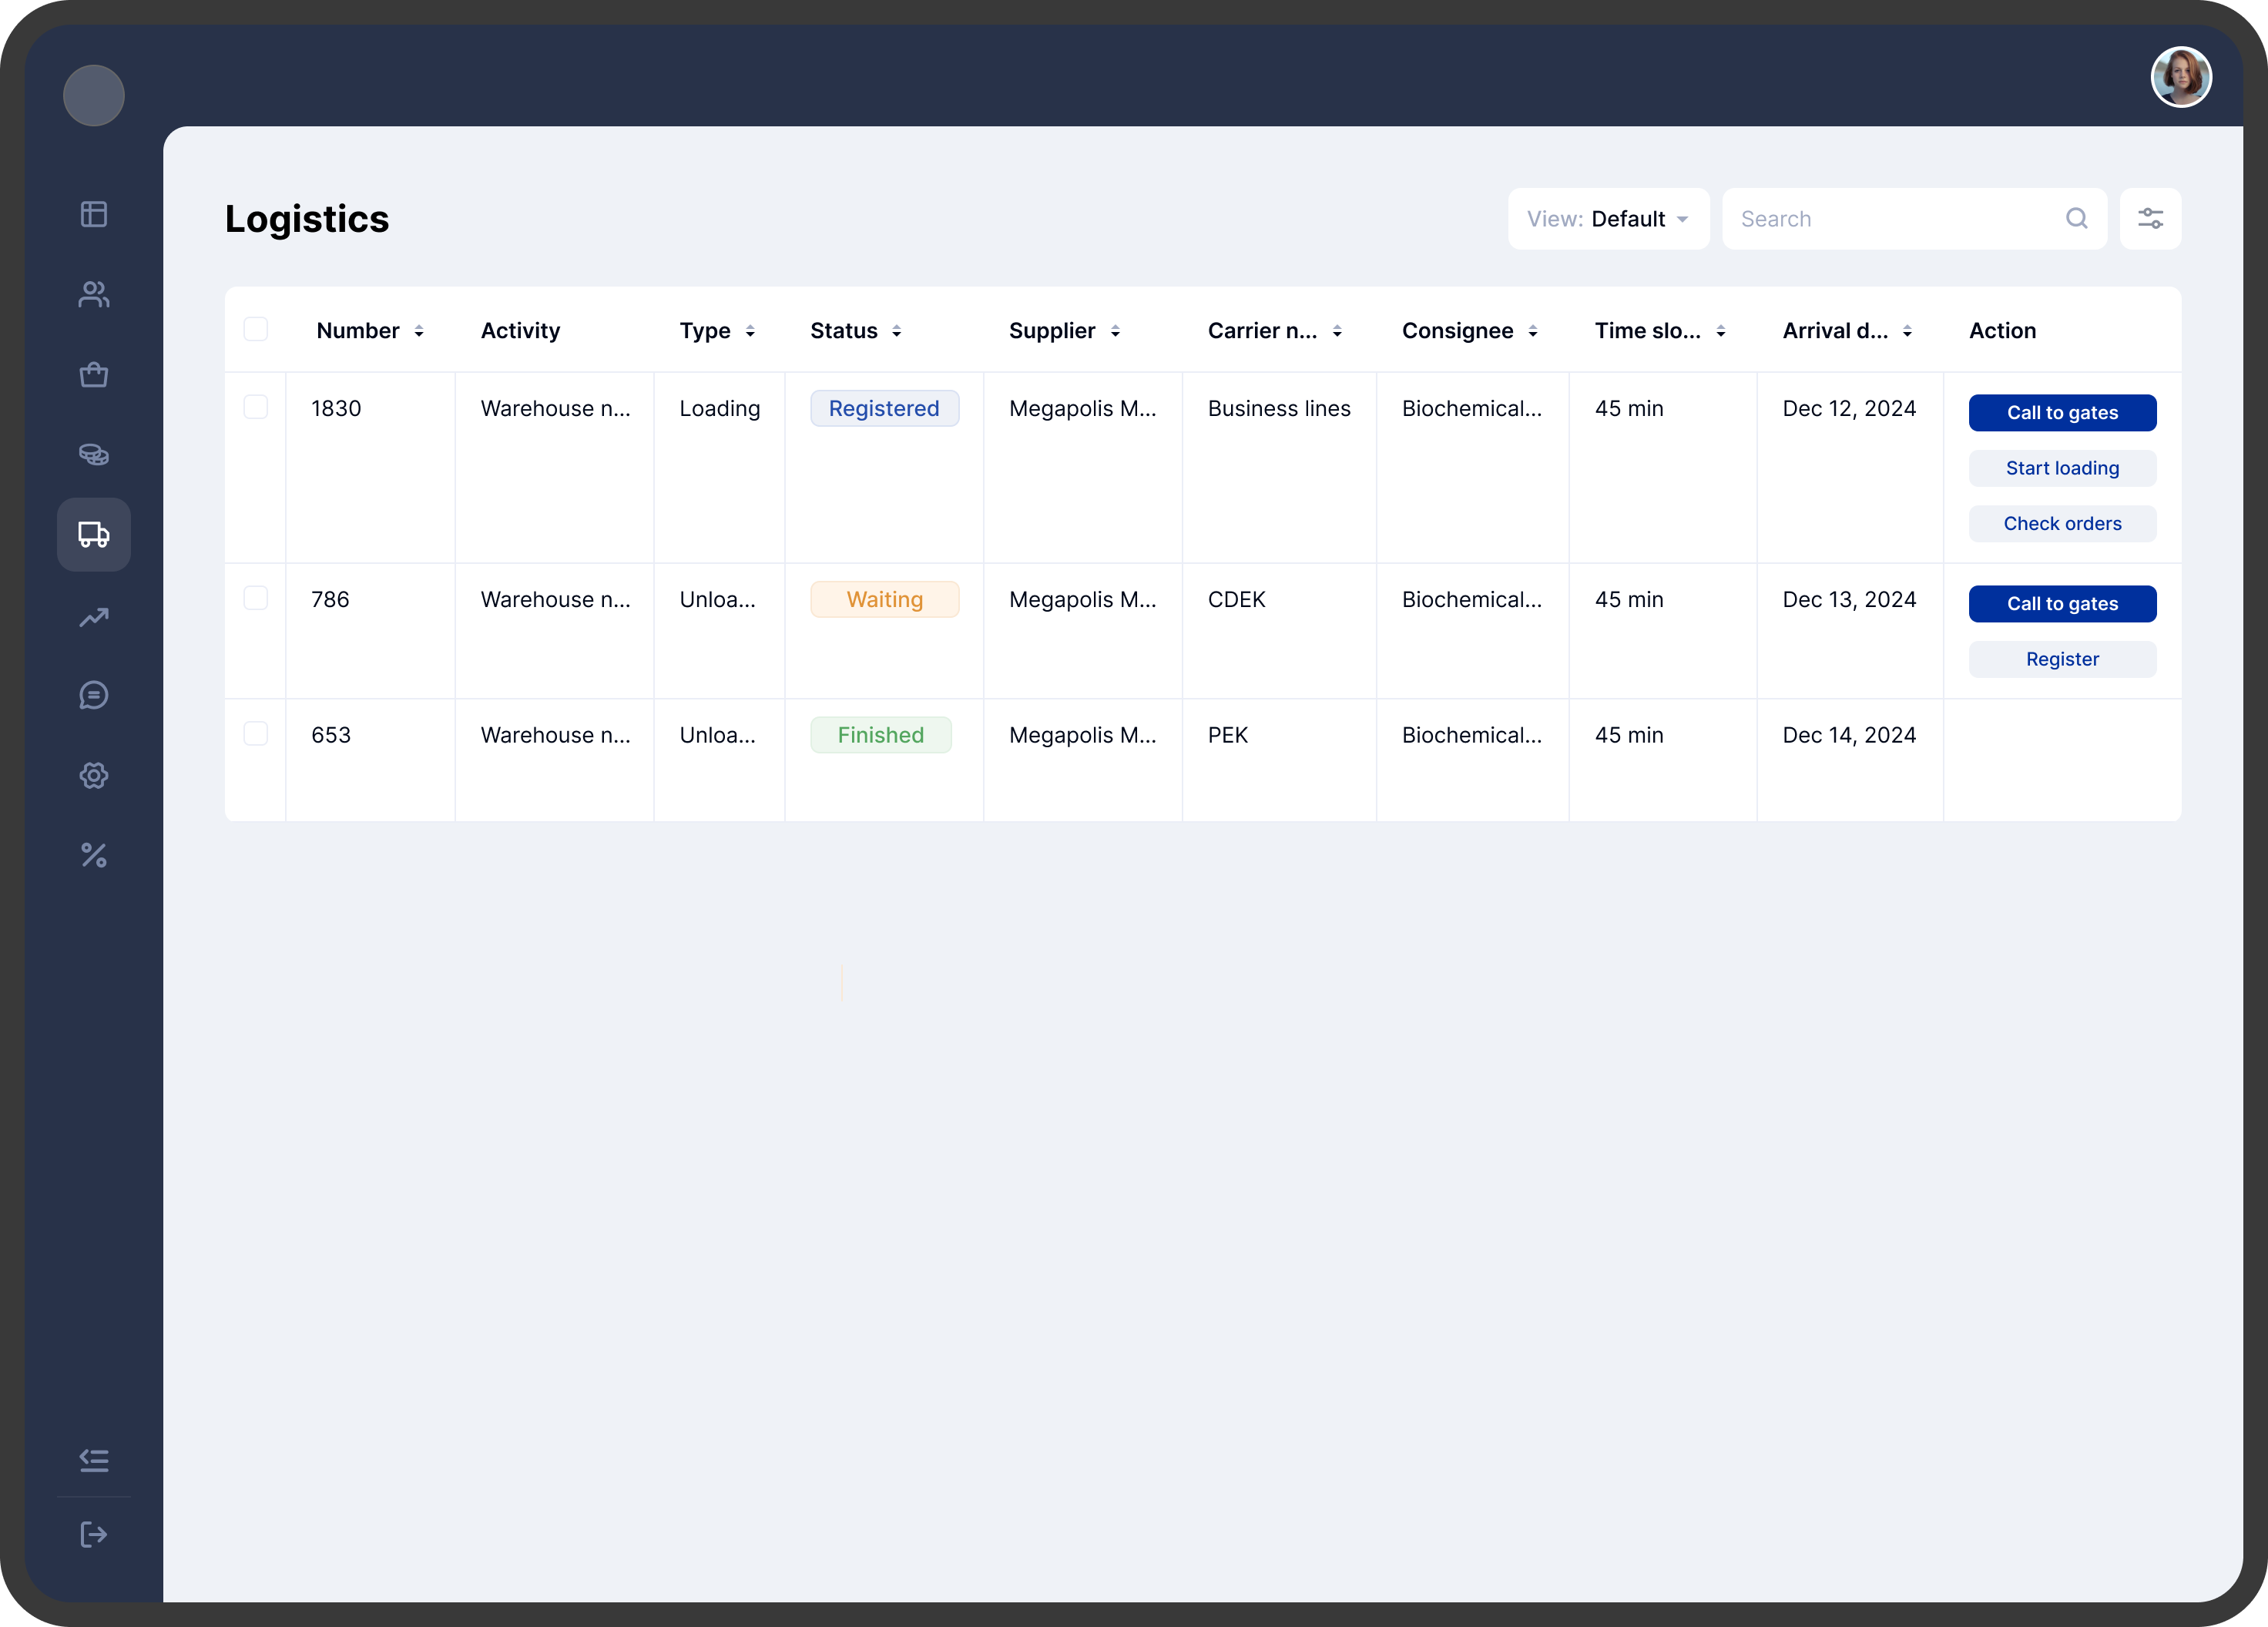 Logistics
View: Default
Search
Number Activity Type Status Supplier Carrier n... Consignee Time slo... Arrival d... Action
1830 Warehouse n... Loading Registered Megapolis M... Business lines Biochemical... 45 min Dec 12, 2024 Call to gates
Start loading
Check orders
786 Warehouse n... Unloa... Waiting Megapolis M... CDEK Biochemical... 45 min Dec 13, 2024 Call to gates
Register
653 Warehouse n... Unloa... Finished Megapolis M... PEK Biochemical... 45 min Dec 14, 2024